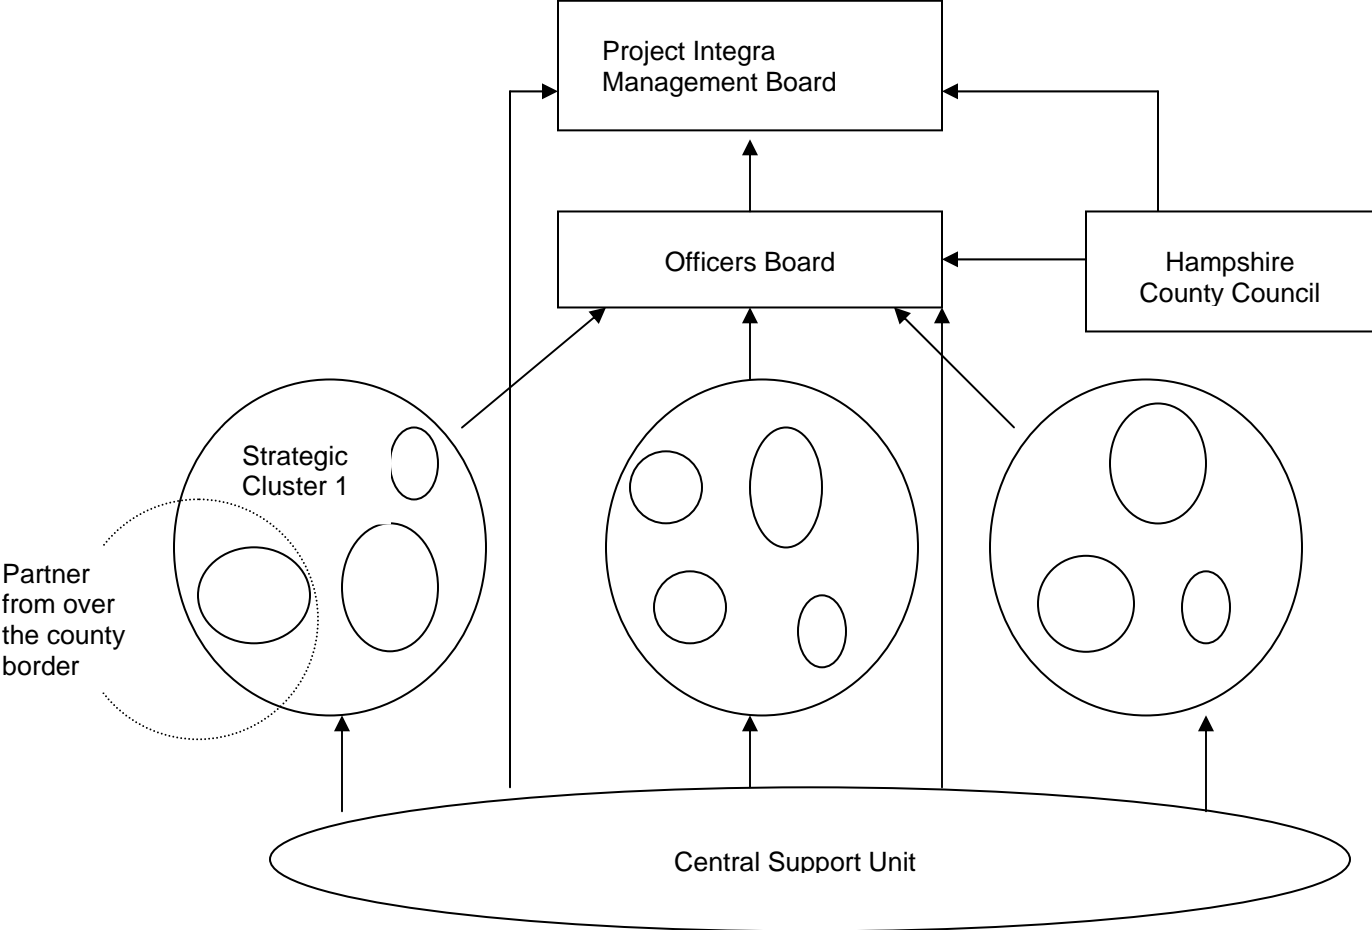 Project Integra
Management Board
Officers Board
Hampshire
County Council
Strategic
Cluster 1
Partner
from over
the county
border
Central Support Unit